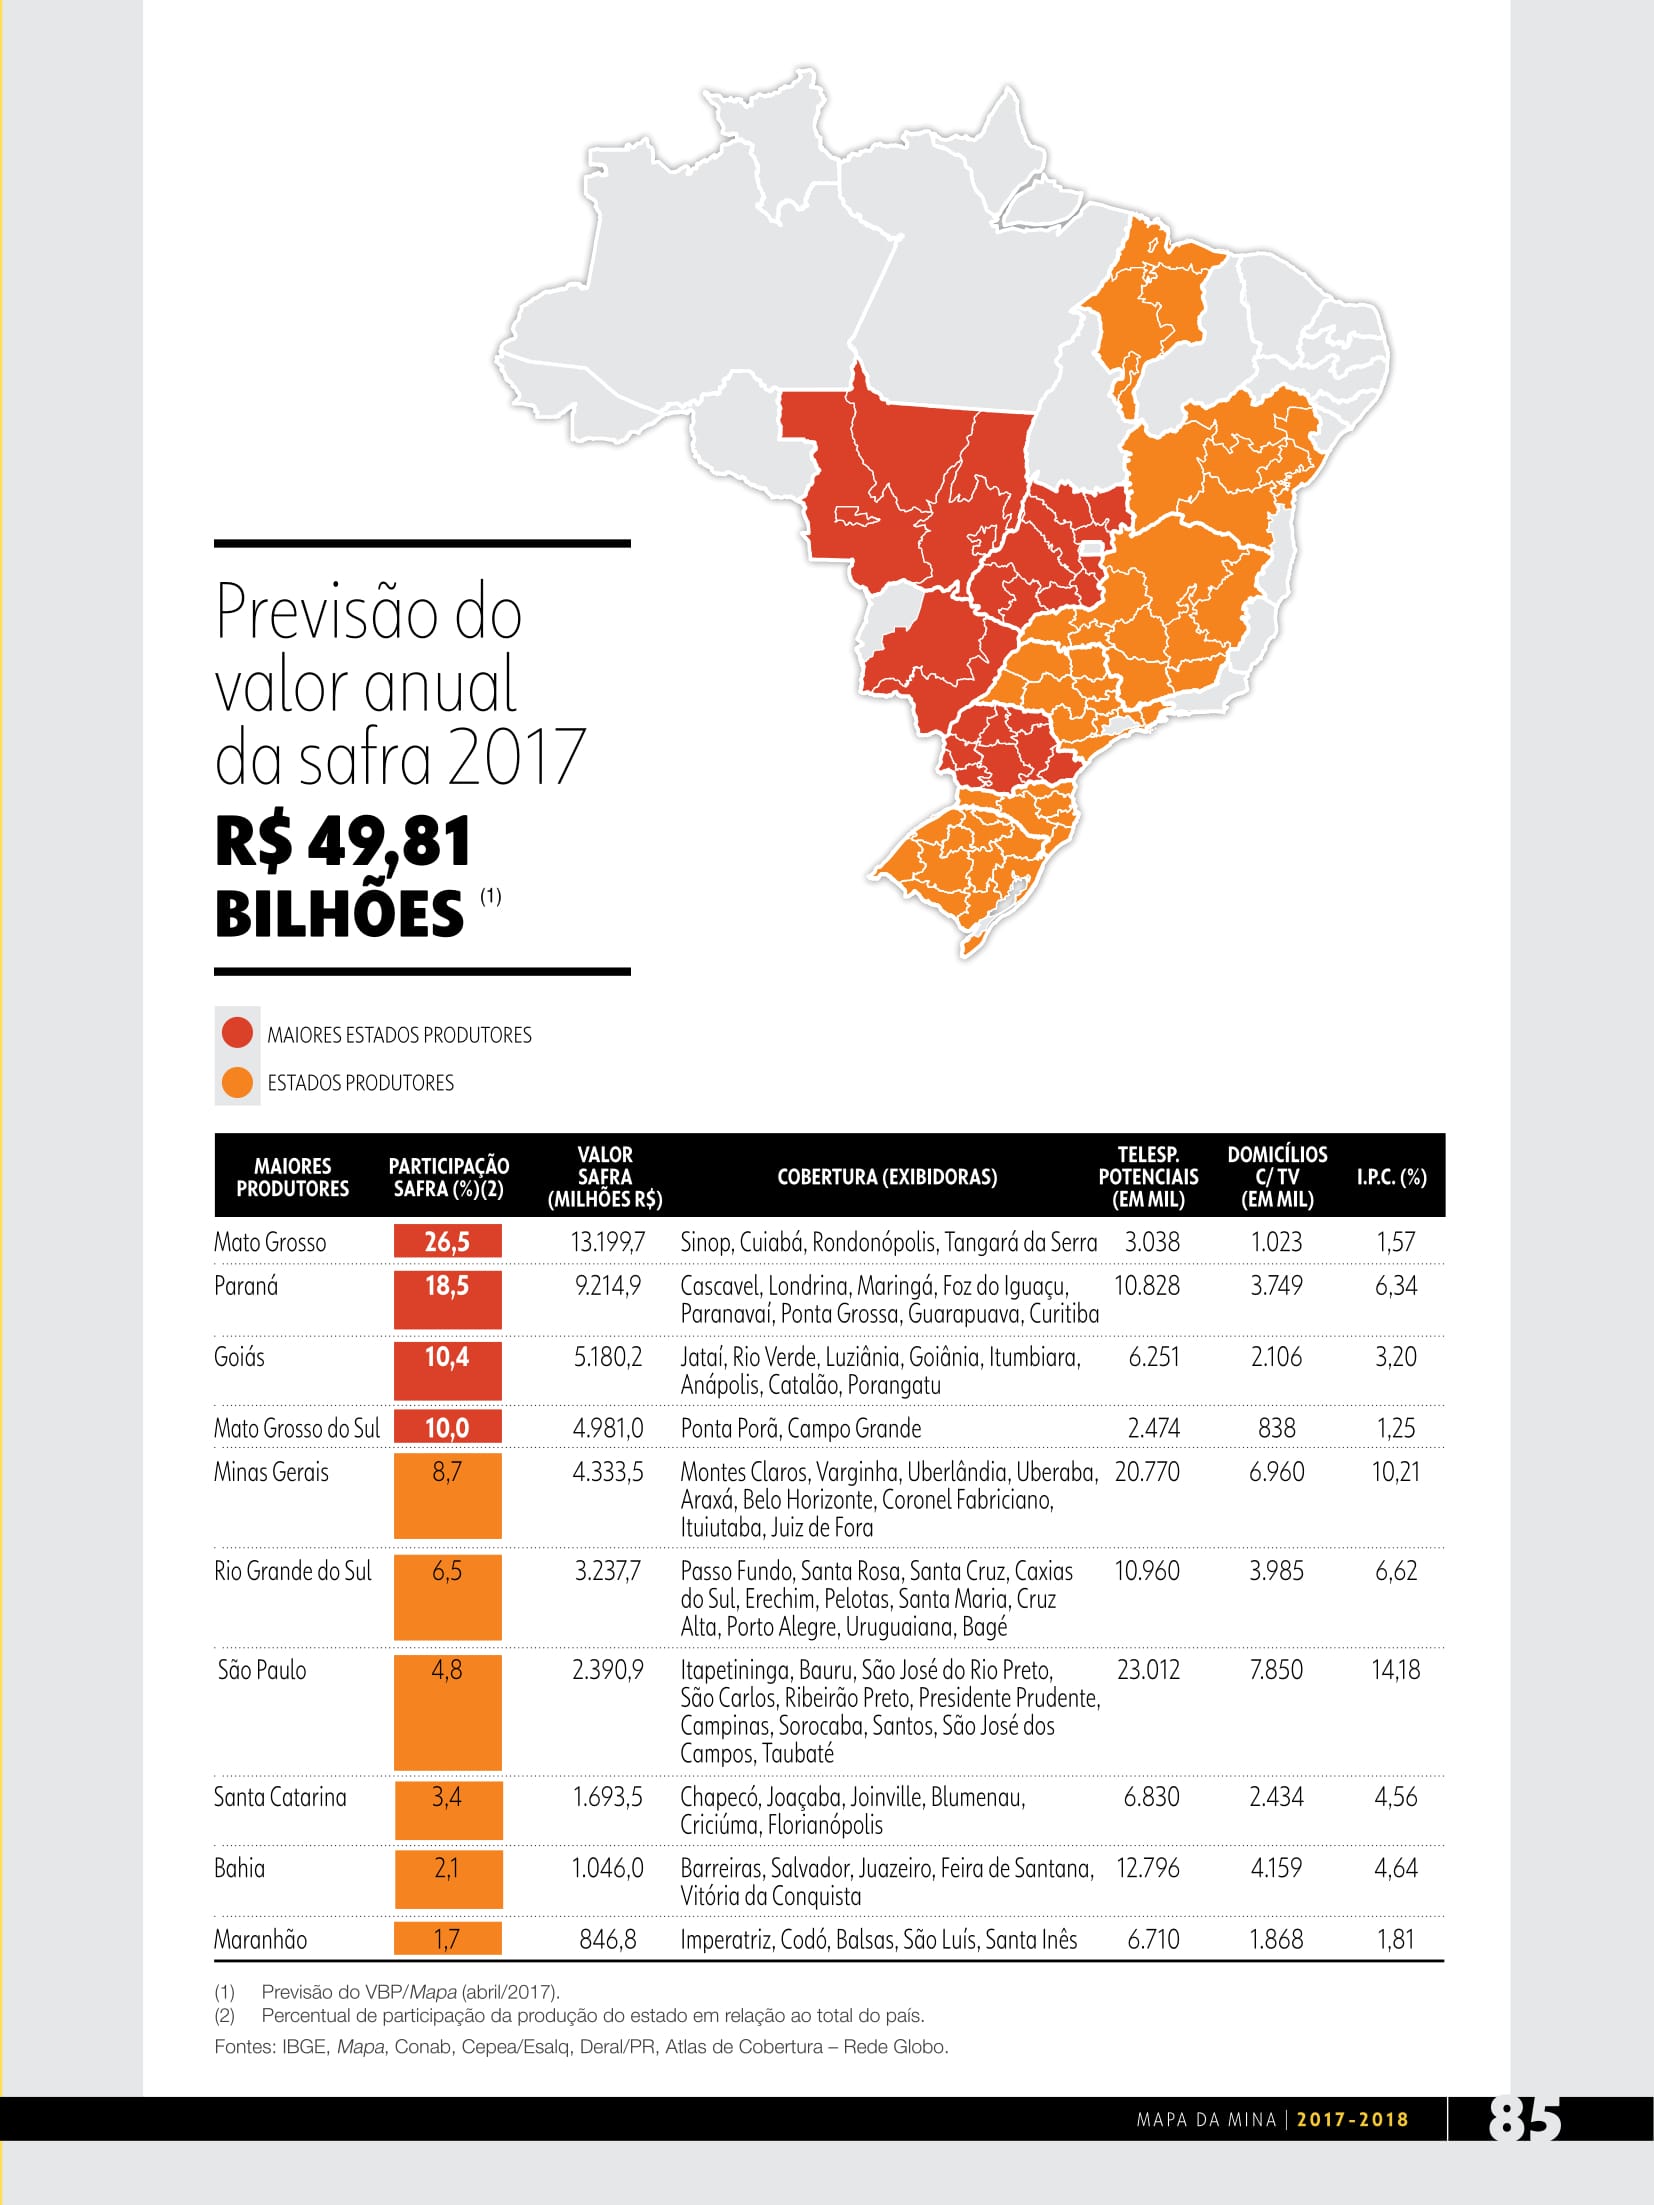 Previsão do
valor anual
da safra 2017
R$ 49,81
BILHÕES (1)
MAIORES ESTADOS PRODUTORES
ESTADOS PRODUTORES
MAIORES PRODUTORES PARTICIPAÇÃO SAFRA (%)(2) VALOR SAFRA (MILHÕES R$) COBERTURA (EXIBIDORAS) TELESP. POTENCIAIS (EM MIL) DOMICÍLIOS C/ TV (EM MIL) I.P.C. (%)
Mato Grosso 26,5 13.199,7 Sinop, Cuiabá, Rondonópolis, Tangará da Serra 3.038 1.023 1,57
Paraná 18,5 9.214,9 Cascavel, Londrina, Maringá, Foz do Iguaçu, 10.828 3.749 6,34
Paranavaí, Ponta Grossa, Guarapuava, Curitiba
Goiás 10,4 5.180,2 Jataí, Rio Verde, Luziânia, Goiânia, Itumbiara, 6.251 2.106 3,20
Anápolis, Catalão, Porangatu
Mato Grosso do Sul 10,0 4.981,0 Ponta Porã, Campo Grande 2.474 838 1,25
Minas Gerais 8,7 4.333,5 Montes Claros, Varginha, Uberlândia, Uberaba, 20.770 6.960 10,21
Araxá, Belo Horizonte, Coronel Fabriciano,
Ituiutaba, Juiz de Fora
Rio Grande do Sul 6,5 3.237,7 Passo Fundo, Santa Rosa, Santa Cruz, Caxias 10.960 3.985 6,62
do Sul, Erechim, Pelotas, Santa Maria, Cruz
Alta, Porto Alegre, Uruguaiana, Bagé
São Paulo 4,8 2.390,9 Itapetininga, Bauru, São José do Rio Preto, 23.012 7.850 14,18
São Carlos, Ribeirão Preto, Presidente Prudente,
Campinas, Sorocaba, Santos, São José dos
Campos, Taubaté
Santa Catarina 3,4 1.693,5 Chapecó, Joaçaba, Joinville, Blumenau, 6.830 2.434 4,56
Criciúma, Florianópolis
Bahia 2,1 1.046,0 Barreiras, Salvador, Juazeiro, Feira de Santana, 12.796 4.159 4,64
Vitória da Conquista
Maranhão 1,7 846,8 Imperatriz, Codó, Balsas, São Luís, Santa Inês 6.710 1.868 1,81
(1) Previsão do VBP/Mapa (abril/2017).
(2) Percentual de participação da produção do estado em relação ao total do país.
Fontes: IBGE, Mapa, Conab, Cepea/Esalq, Deral/PR, Atlas de Cobertura – Rede Globo.
MAPA DA MINA | 2017-2018 85